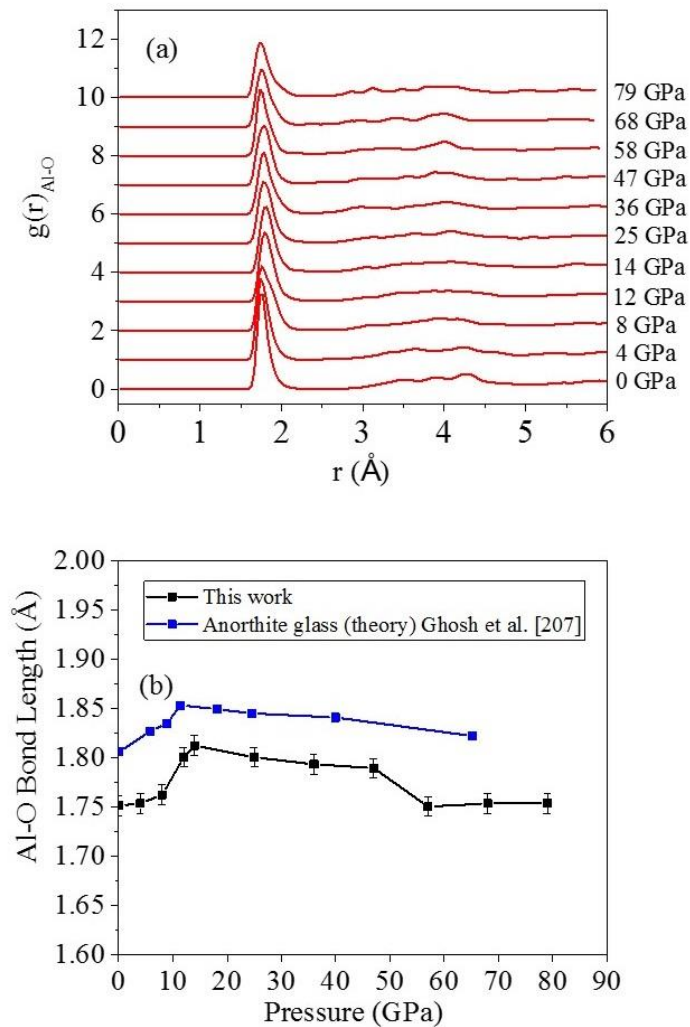 (a)
12
10
8
6
4
2
0
g(r)Al-O
79 GPa
68 GPa
58 GPa
47 GPa
36 GPa
25 GPa
14 GPa
12 GPa
8 GPa
4 GPa
0 GPa
0 1 2 3 4 5 6
r (Å)
2.00
1.95
1.90
1.85
1.80
1.75
1.70
1.65
1.60
Al-O Bond Length (Å)
This work
Anorthite glass (theory) Ghosh et al. [207]
(b)
0 10 20 30 40 50 60 70 80 90
Pressure (GPa)